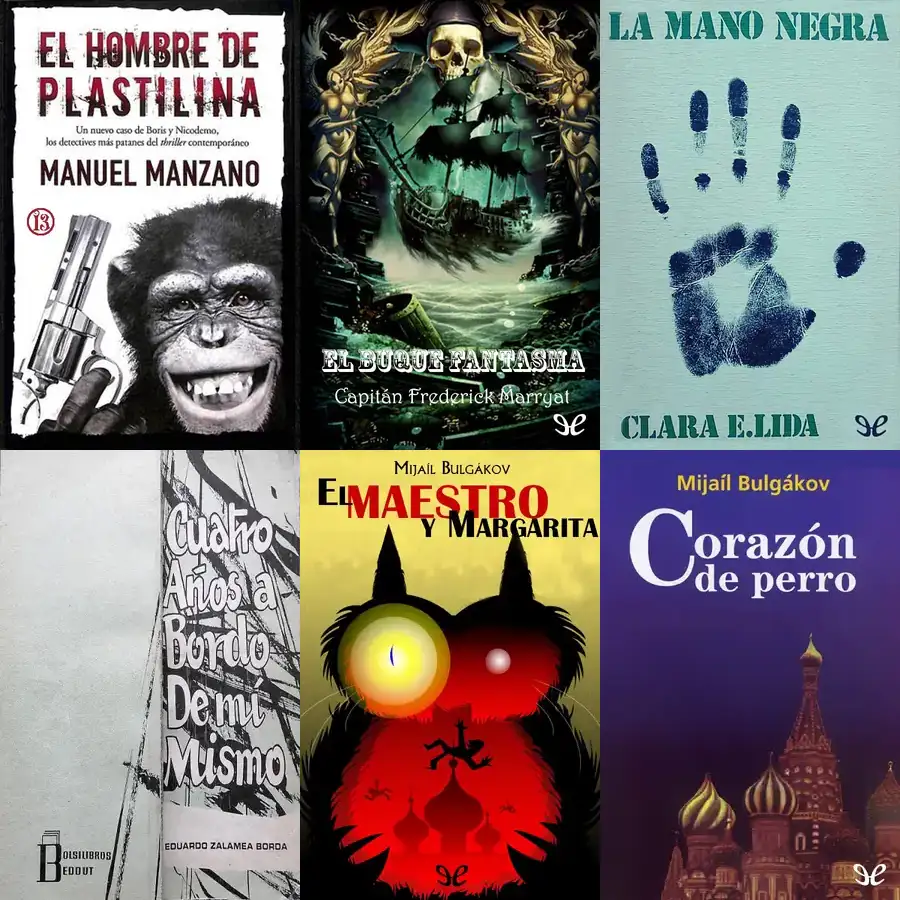 EL HOMBRE DE
PLASTILINA
Un nuevo caso de Boris y Nicodemo,
los detectives más patanes del thriller contemporáneo
MANUEL MANZANO
13
EL BUQUE FANTASMA
Capitán Frederick Marryat
LA MANO NEGRA
CLARA E.LIDA
Cuatro
Años a
Bordo
De mí
Mismo
BOLSILIBROS
BEDOUT
EDUARDO ZALAMEA BORDA
MIJAÍL BULGÁKOV
EL MAESTRO
Y MARGARITA
Mijaíl Bulgákov
Corazón
de perro